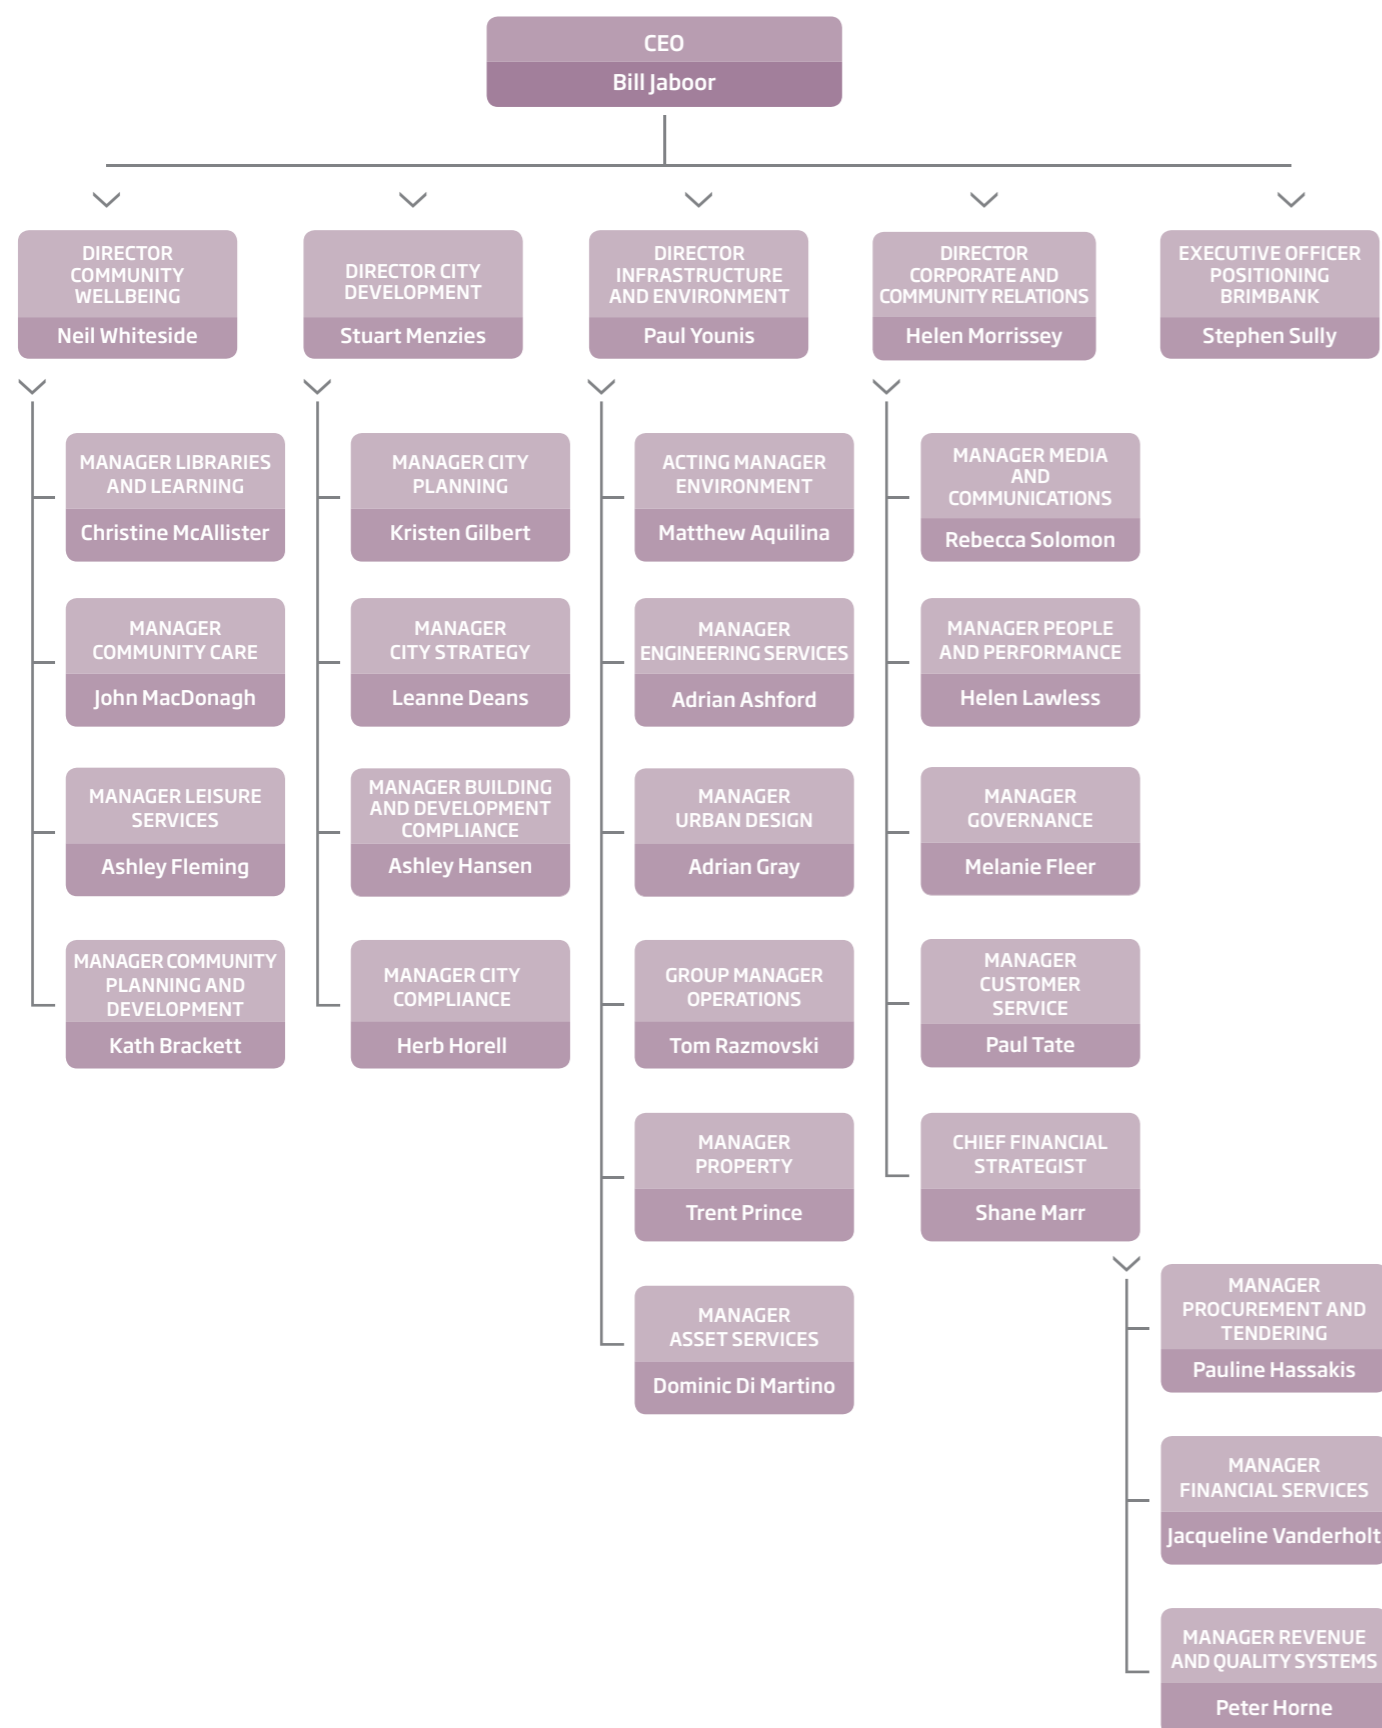 CEO
Bill Jaboor
DIRECTOR
COMMUNITY
WELLBEING
Neil Whiteside
DIRECTOR CITY
DEVELOPMENT
Stuart Menzies
DIRECTOR
INFRASTRUCTURE
AND ENVIRONMENT
Paul Younis
DIRECTOR
CORPORATE AND
COMMUNITY RELATIONS
Helen Morrissey
EXECUTIVE OFFICER
POSITIONING
BRIMBANK
Stephen Sully
MANAGER LIBRARIES
AND LEARNING
Christine McAllister
MANAGER
COMMUNITY CARE
John MacDonagh
MANAGER LEISURE
SERVICES
Ashley Fleming
MANAGER COMMUNITY
PLANNING AND
DEVELOPMENT
Kath Brackett
MANAGER CITY
PLANNING
Kristen Gilbert
MANAGER
CITY STRATEGY
Leanne Deans
MANAGER BUILDING
AND DEVELOPMENT
COMPLIANCE
Ashley Hansen
MANAGER CITY
COMPLIANCE
Herb Horell
ACTING MANAGER
ENVIRONMENT
Matthew Aquilina
MANAGER
ENGINEERING SERVICES
Adrian Ashford
MANAGER
URBAN DESIGN
Adrian Gray
GROUP MANAGER
OPERATIONS
Tom Razmovski
MANAGER
PROPERTY
Trent Prince
MANAGER
ASSET SERVICES
Dominic Di Martino
MANAGER MEDIA
AND
COMMUNICATIONS
Rebecca Solomon
MANAGER PEOPLE
AND PERFORMANCE
Helen Lawless
MANAGER
GOVERNANCE
Melanie Fleer
MANAGER
CUSTOMER
SERVICE
Paul Tate
CHIEF FINANCIAL
STRATEGIST
Shane Marr
MANAGER
PROCUREMENT AND
TENDERING
Pauline Hassakis
MANAGER
FINANCIAL SERVICES
Jacqueline Vanderholt
MANAGER REVENUE
AND QUALITY SYSTEMS
Peter Horne